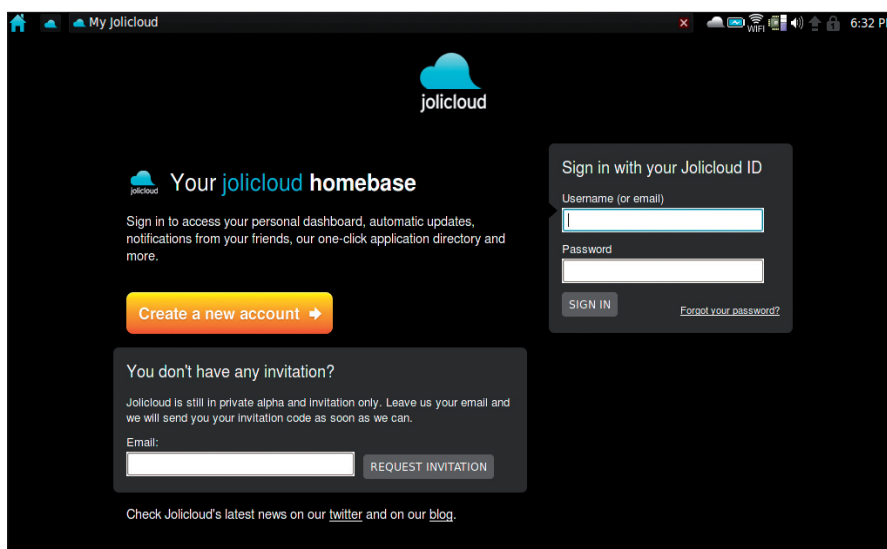 My Jolicloud
WIFI
6:32 P
jolicloud
jolicloud
Your jolicloud homebase
Sign in to access your personal dashboard, automatic updates,
notifications from your friends, our one-click application directory and
more.
Create a new account
You don't have any invitation?
Jolicloud is still in private alpha and invitation only. Leave us your email and
we will send you your invitation code as soon as we can.
Email:
REQUEST INVITATION
Check Jolicloud's latest news on our twitter and on our blog.
Sign in with your Jolicloud ID
Username (or email)
Password
SIGN IN
Forgot your password?